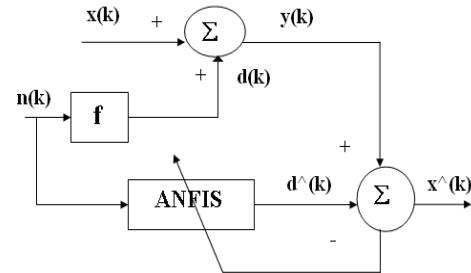 x(k) + Σ y(k)
+ d(k)
n(k) f
+
ANFIS d^(k) Σ x^(k)
-